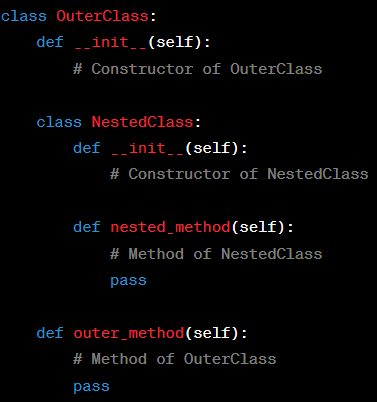 class OuterClass:
    def __init__(self):
        # Constructor of OuterClass

    class NestedClass:
        def __init__(self):
            # Constructor of NestedClass

        def nested_method(self):
            # Method of NestedClass
            pass

    def outer_method(self):
        # Method of OuterClass
        pass